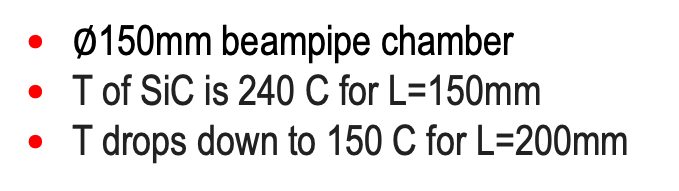 • Ø150mm beampipe chamber
• T of SiC is 240 C for L=150mm
• T drops down to 150 C for L=200mm